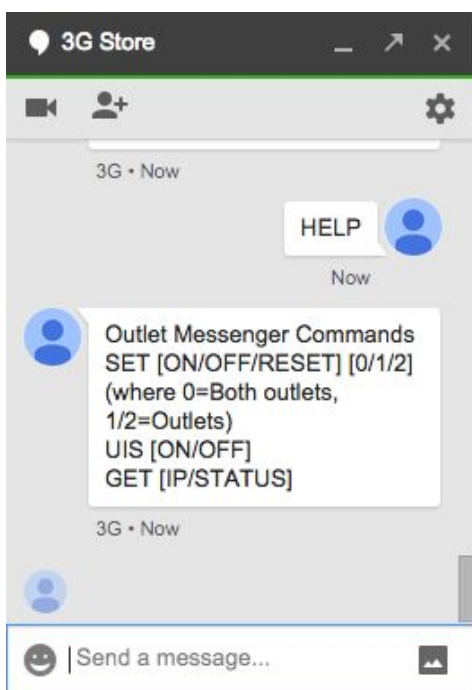 3G Store
3G • Now
HELP
Now
Outlet Messenger Commands
SET [ON/OFF/RESET] [0/1/2]
(where 0=Both outlets,
1/2=Outlets)
UIS [ON/OFF]
GET [IP/STATUS]
3G • Now
Send a message...